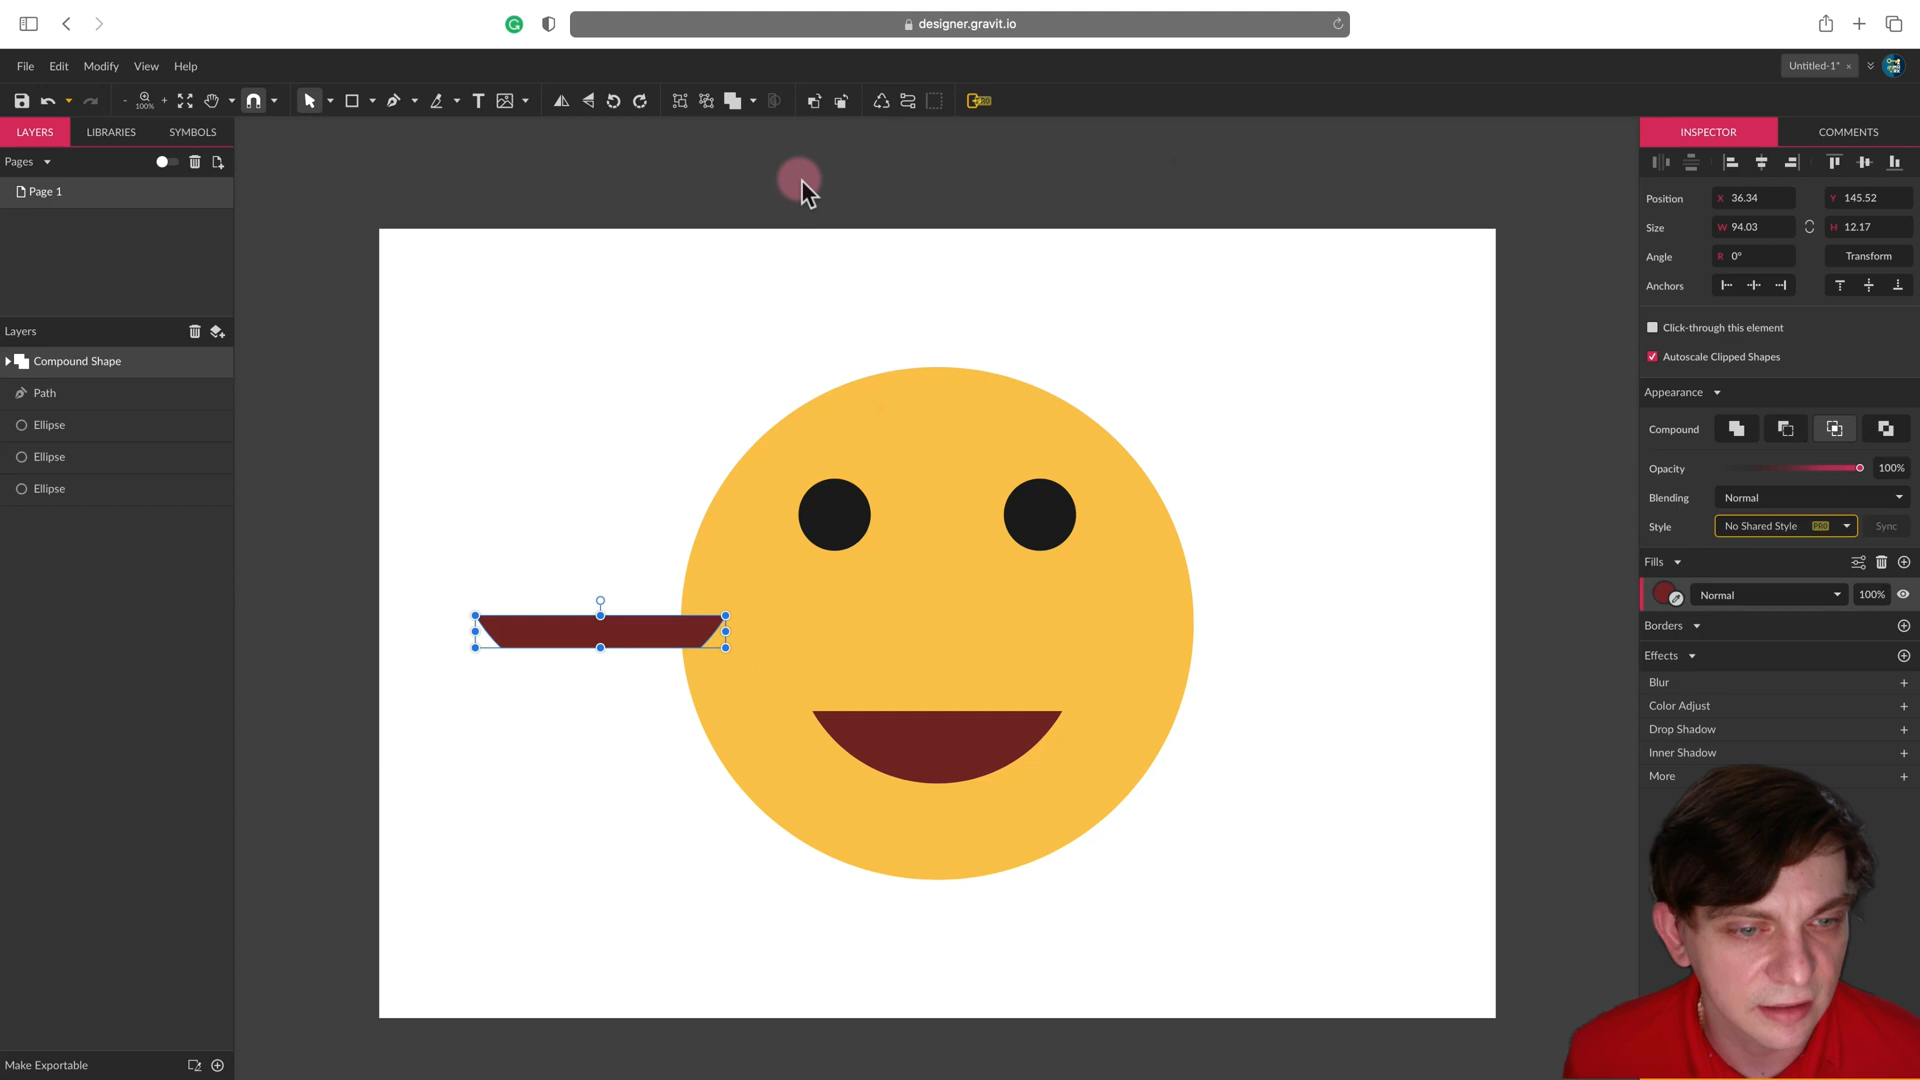 designer.gravit.io
File Edit Modify View Help
Untitled-1*
100%
PRO
LAYERS LIBRARIES SYMBOLS
INSPECTOR COMMENTS
Pages
Page 1
Layers
Compound Shape
Path
Ellipse
Ellipse
Ellipse
Make Exportable
Position X 36.34 Y 145.52
Size W 94.03 H 12.17
Angle R 0° Transform
Anchors
Click-through this element
Autoscale Clipped Shapes
Appearance
Compound
Opacity 100%
Blending Normal
Style No Shared Style PRO Sync
Fills
Normal 100%
Borders
Effects
Blur
Color Adjust
Drop Shadow
Inner Shadow
More